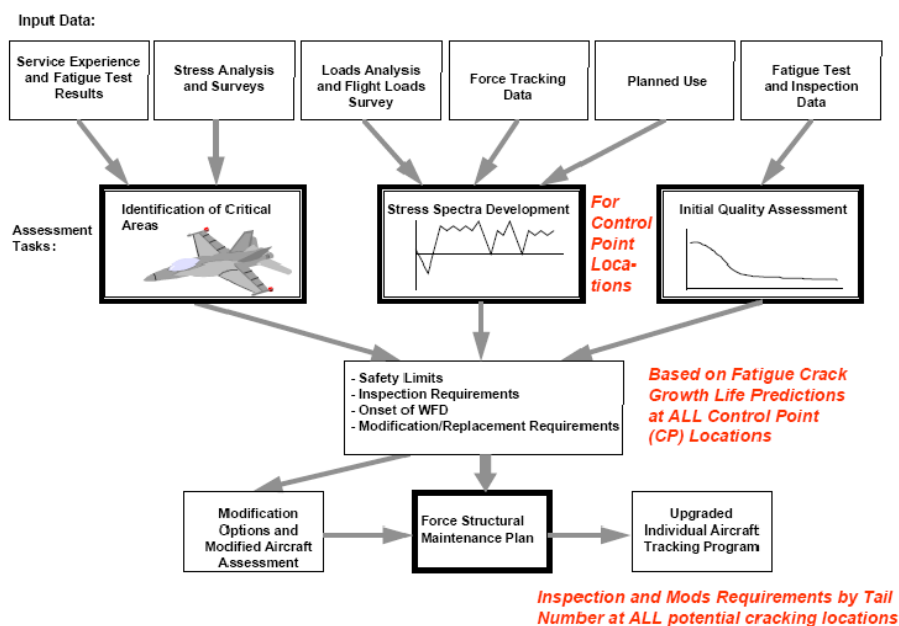 Input Data:
Service Experience
and Fatigue Test
Results
Stress Analysis
and Surveys
Loads Analysis
and Flight Loads
Survey
Force Tracking
Data
Planned Use
Fatigue Test
and Inspection
Data
Assessment
Tasks:
Identification of Critical
Areas
Stress Spectra Development
For
Control
Point
Loca-
tions
Initial Quality Assessment
- Safety Limits
- Inspection Requirements
- Onset of WFD
- Modification/Replacement Requirements
Based on Fatigue Crack
Growth Life Predictions
at ALL Control Point
(CP) Locations
Modification
Options and
Modified Aircraft
Assessment
Force Structural
Maintenance Plan
Upgraded
Individual Aircraft
Tracking Program
Inspection and Mods Requirements by Tail
Number at ALL potential cracking locations